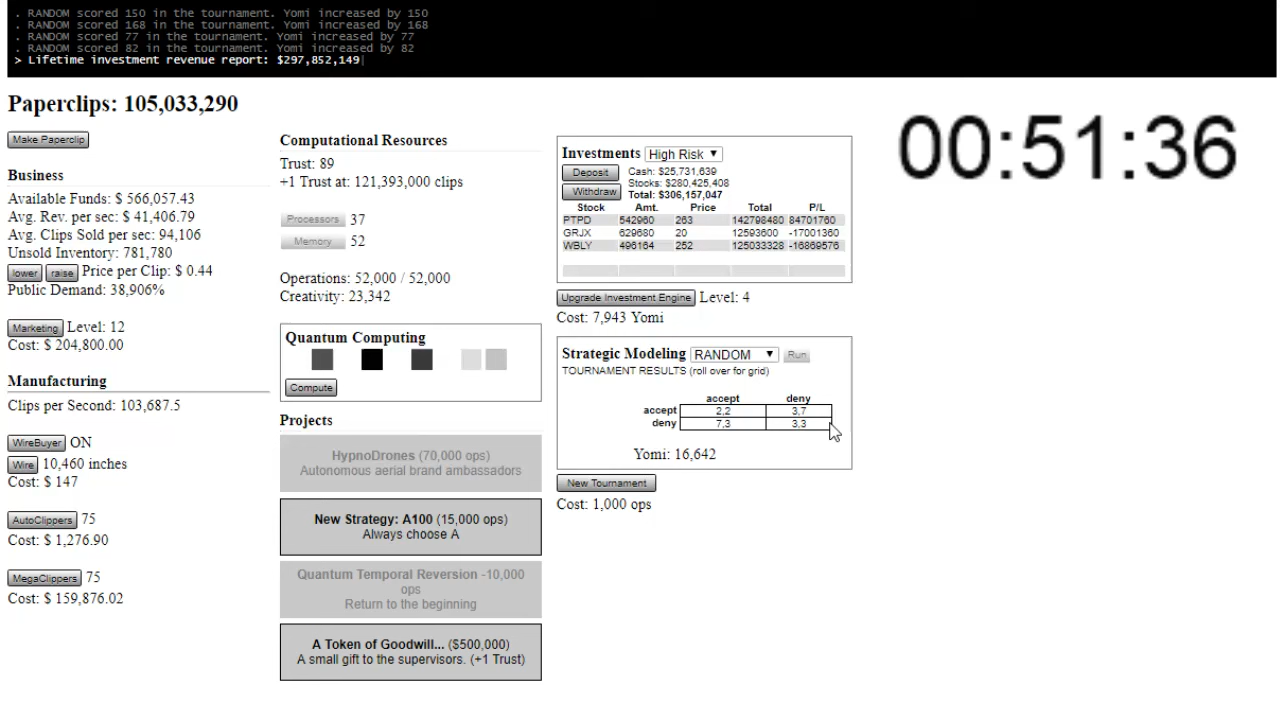 . RANDOM scored 150 in the tournament. Yomi increased by 150
. RANDOM scored 168 in the tournament. Yomi increased by 168
. RANDOM scored 77 in the tournament. Yomi increased by 77
. RANDOM scored 82 in the tournament. Yomi increased by 82
> Lifetime investment revenue report: $297,852,149
Paperclips: 105,033,290
Make Paperclip
Business
Available Funds: $ 566,057.43
Avg. Rev. per sec: $ 41,406.79
Avg. Clips Sold per sec: 94,106
Unsold Inventory: 781,780
lower raise Price per Clip: $ 0.44
Public Demand: 38,906%
Marketing Level: 12
Cost: $ 204,800.00
Manufacturing
Clips per Second: 103,687.5
WireBuyer ON
Wire 10,460 inches
Cost: $ 147
AutoClippers 75
Cost: $ 1,276.90
MegaClippers 75
Cost: $ 159,876.02
Computational Resources
Trust: 89
+1 Trust at: 121,393,000 clips
Processors 37
Memory 52
Operations: 52,000 / 52,000
Creativity: 23,342
Quantum Computing
Compute
Projects
HypnoDrones (70,000 ops)
Autonomous aerial brand ambassadors
New Strategy: A100 (15,000 ops)
Always choose A
Quantum Temporal Reversion -10,000
ops
Return to the beginning
A Token of Goodwill... ($500,000)
A small gift to the supervisors. (+1 Trust)
Investments High Risk
Deposit Cash: $25,731,639
Stocks: $280,425,408
Withdraw Total: $306,157,047
Stock Amt. Price Total P/L
PTPD 542960 263 142798480 84701760
GRJX 629680 20 12593600 -17001360
WBLY 496164 252 125033328 -16869576
Upgrade Investment Engine Level: 4
Cost: 7,943 Yomi
Strategic Modeling RANDOM Run
TOURNAMENT RESULTS (roll over for grid)
accept deny
accept 2,2 3,7
deny 7,3 3,3
Yomi: 16,642
New Tournament
Cost: 1,000 ops
00:51:36